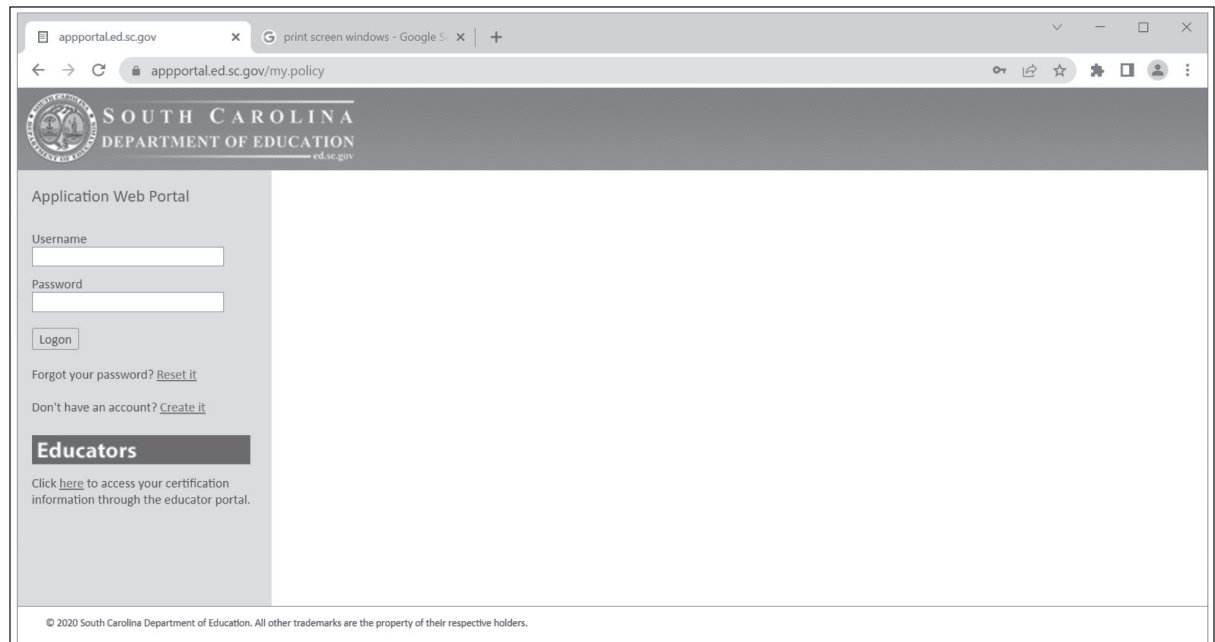 appportal.ed.sc.gov
print screen windows - Google S
appportal.ed.sc.gov/my.policy
SOUTH CAROLINA
DEPARTMENT OF EDUCATION
ed.sc.gov
Application Web Portal
Username
Password
Logon
Forgot your password? Reset it
Don't have an account? Create it
Educators
Click here to access your certification
information through the educator portal.
© 2020 South Carolina Department of Education. All other trademarks are the property of their respective holders.